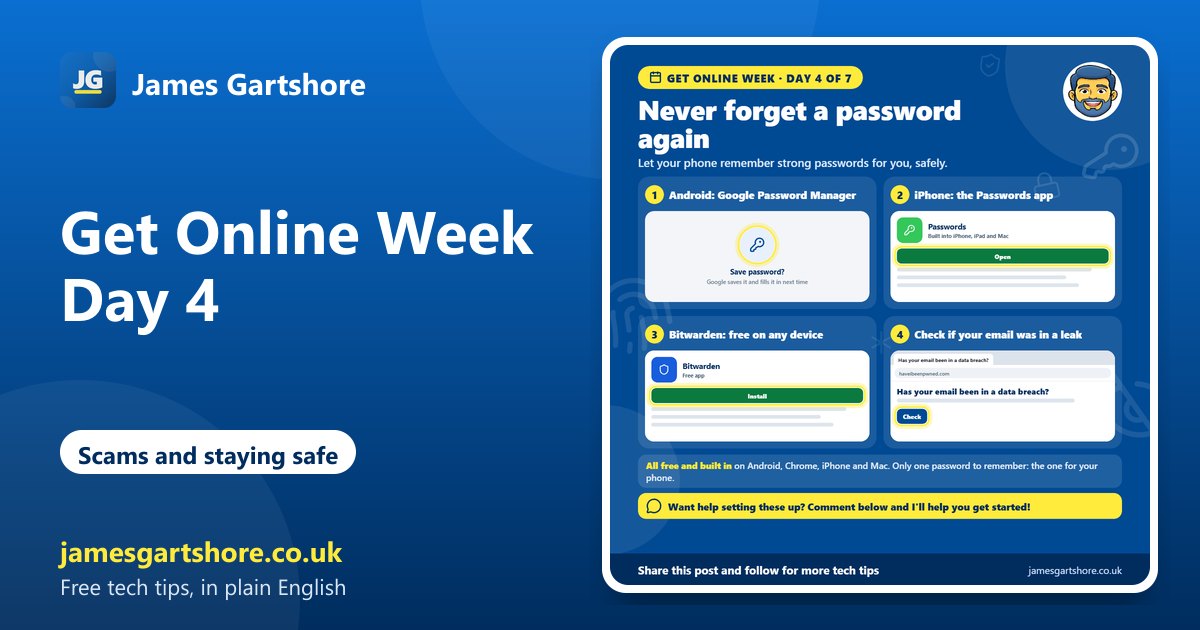 JG
James Gartshore
Get Online Week
Day 4
Scams and staying safe
jamesgartshore.co.uk
Free tech tips, in plain English
GET ONLINE WEEK · DAY 4 OF 7
Never forget a password
again
Let your phone remember strong passwords for you, safely.
1 Android: Google Password Manager
Save password?
Google saves it and fills it in next time
2 iPhone: the Passwords app
Passwords
Built into iPhone, iPad and Mac
Open
3 Bitwarden: free on any device
Bitwarden
Free app
Install
4 Check if your email was in a leak
Has your email been in a data breach?
haveibeenpwned.com
Has your email been in a data breach?
Check
All free and built in on Android, Chrome, iPhone and Mac. Only one password to remember: the one for your
phone.
Want help setting these up? Comment below and I'll help you get started!
Share this post and follow for more tech tips
jamesgartshore.co.uk